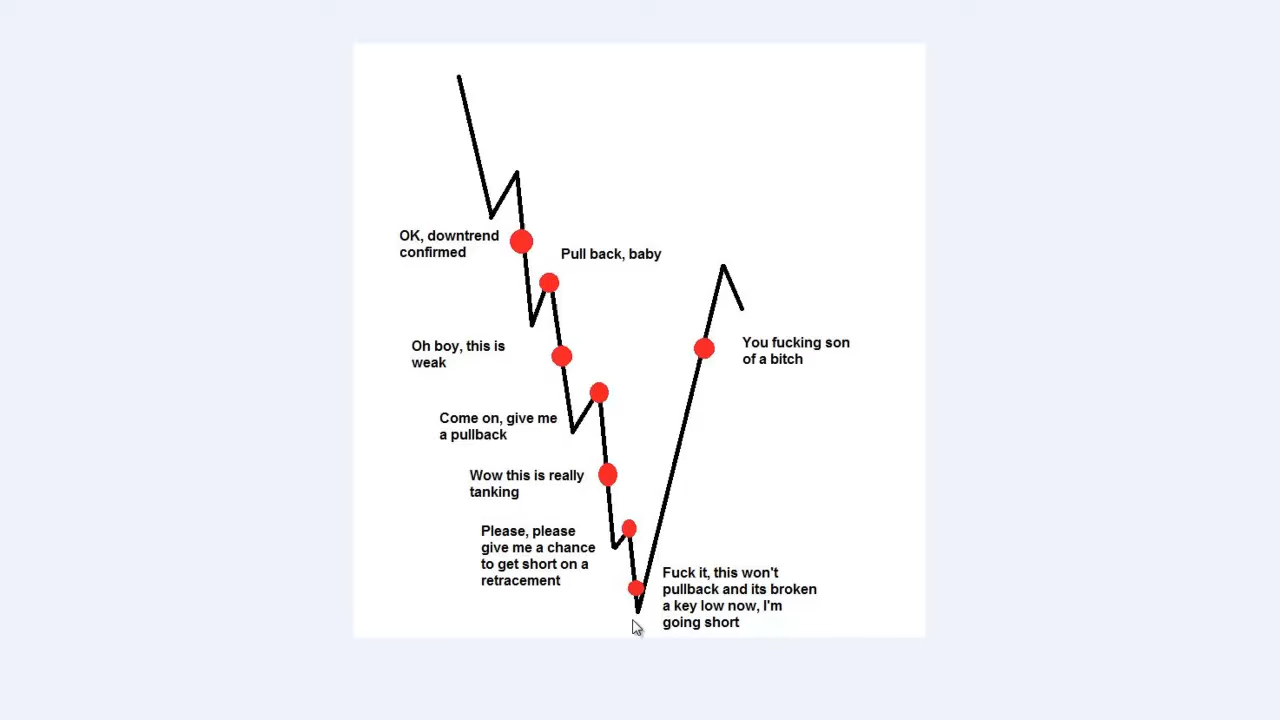 OK, downtrend
confirmed
Pull back, baby
Oh boy, this is
weak
Come on, give me
a pullback
Wow this is really
tanking
Please, please
give me a chance
to get short on a
retracement
Fuck it, this won't
pullback and its broken
a key low now, I'm
going short
You fucking son
of a bitch